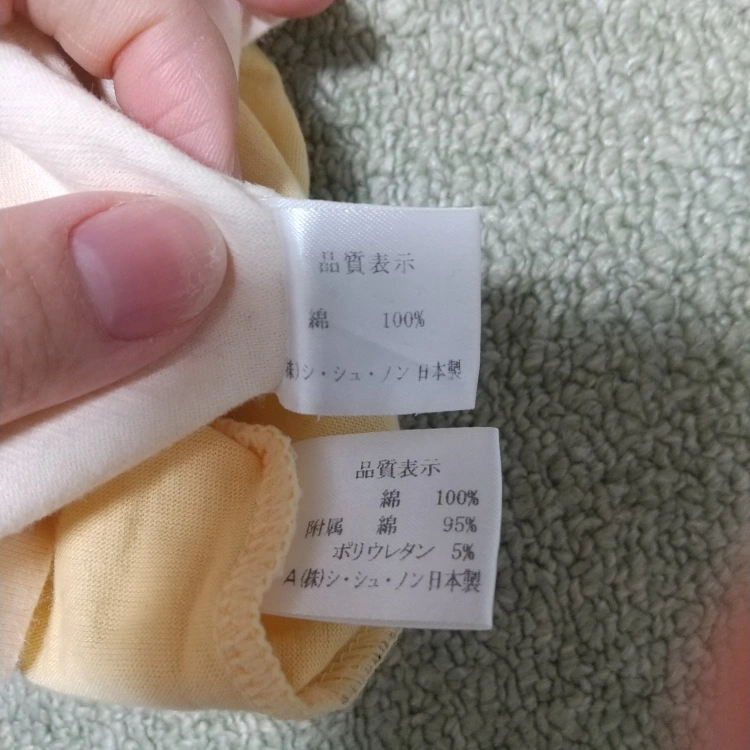 品質表示
綿 100%
株)シ・シュ・ノン 日本製
品質表示
綿 100%
附属 綿 95%
ポリウレタン 5%
A(株)シ・シュ・ノン日本製